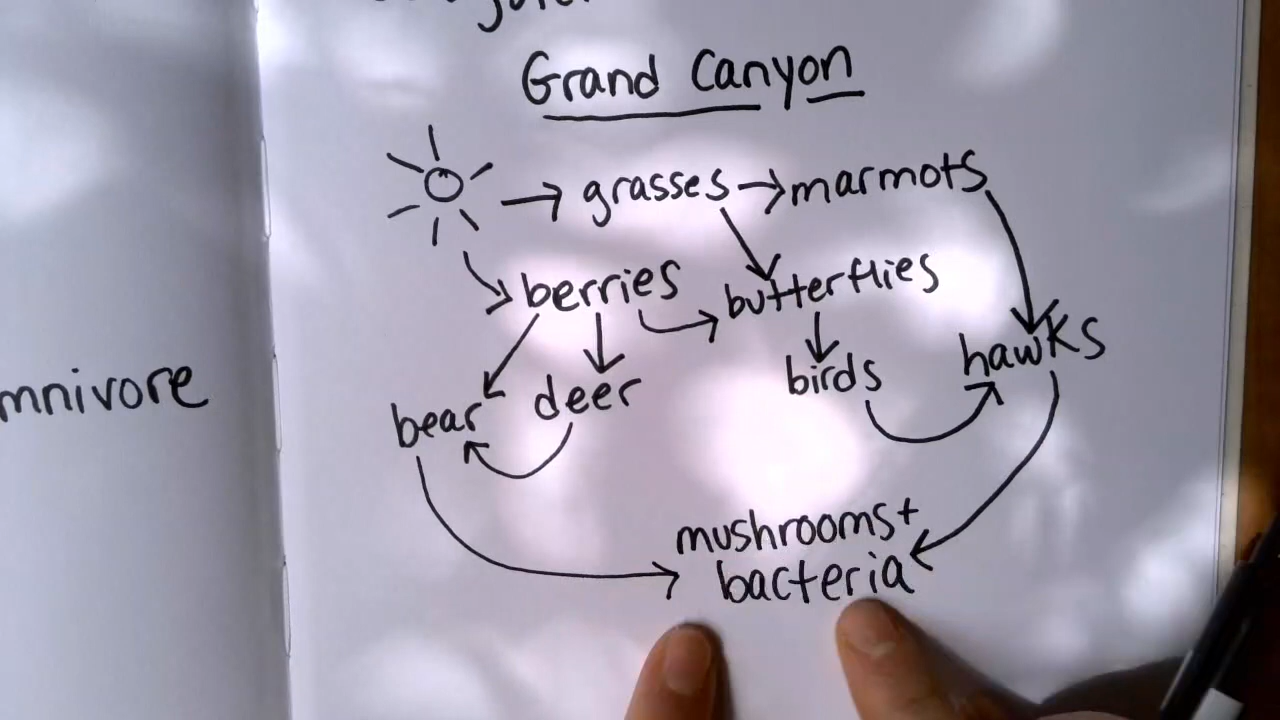 Grand Canyon
grasses marmots
berries butterflies
birds hawks
mnivore
bear deer
mushrooms+
bacteria